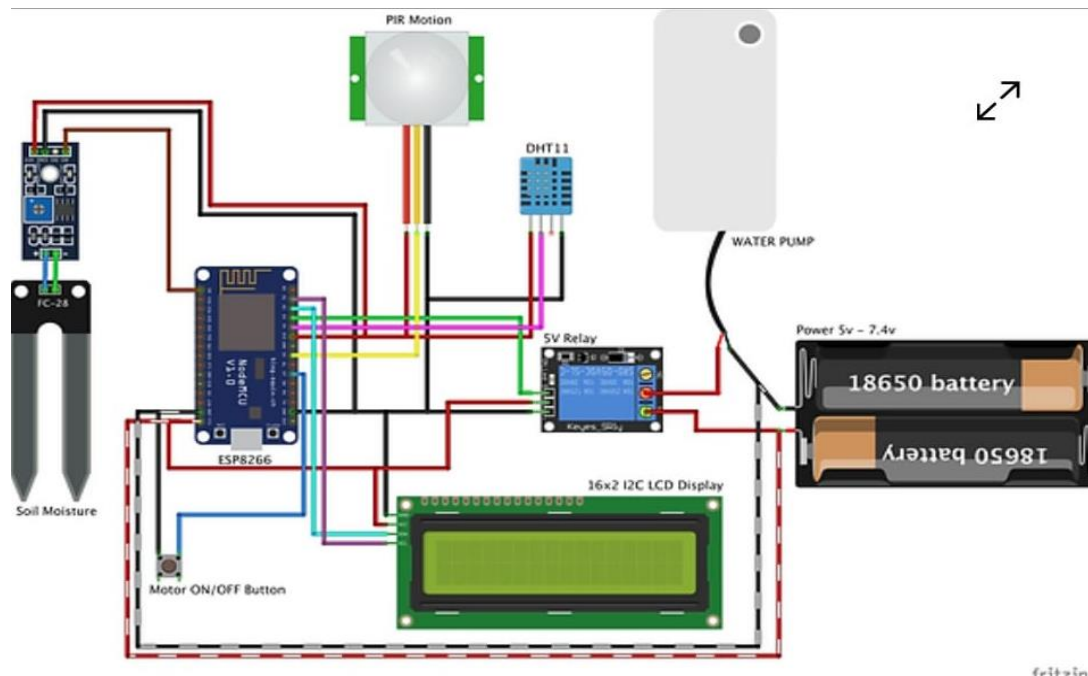 PIR Motion
DHT11
WATER PUMP
FC-28
NodeMCU
V1.0
5V Relay
Power 5v - 7.4v
18650 battery
18650 battery
Keyes_SRly
ESP8266
16x2 I2C LCD Display
Soil Moisture
Motor ON/OFF Button